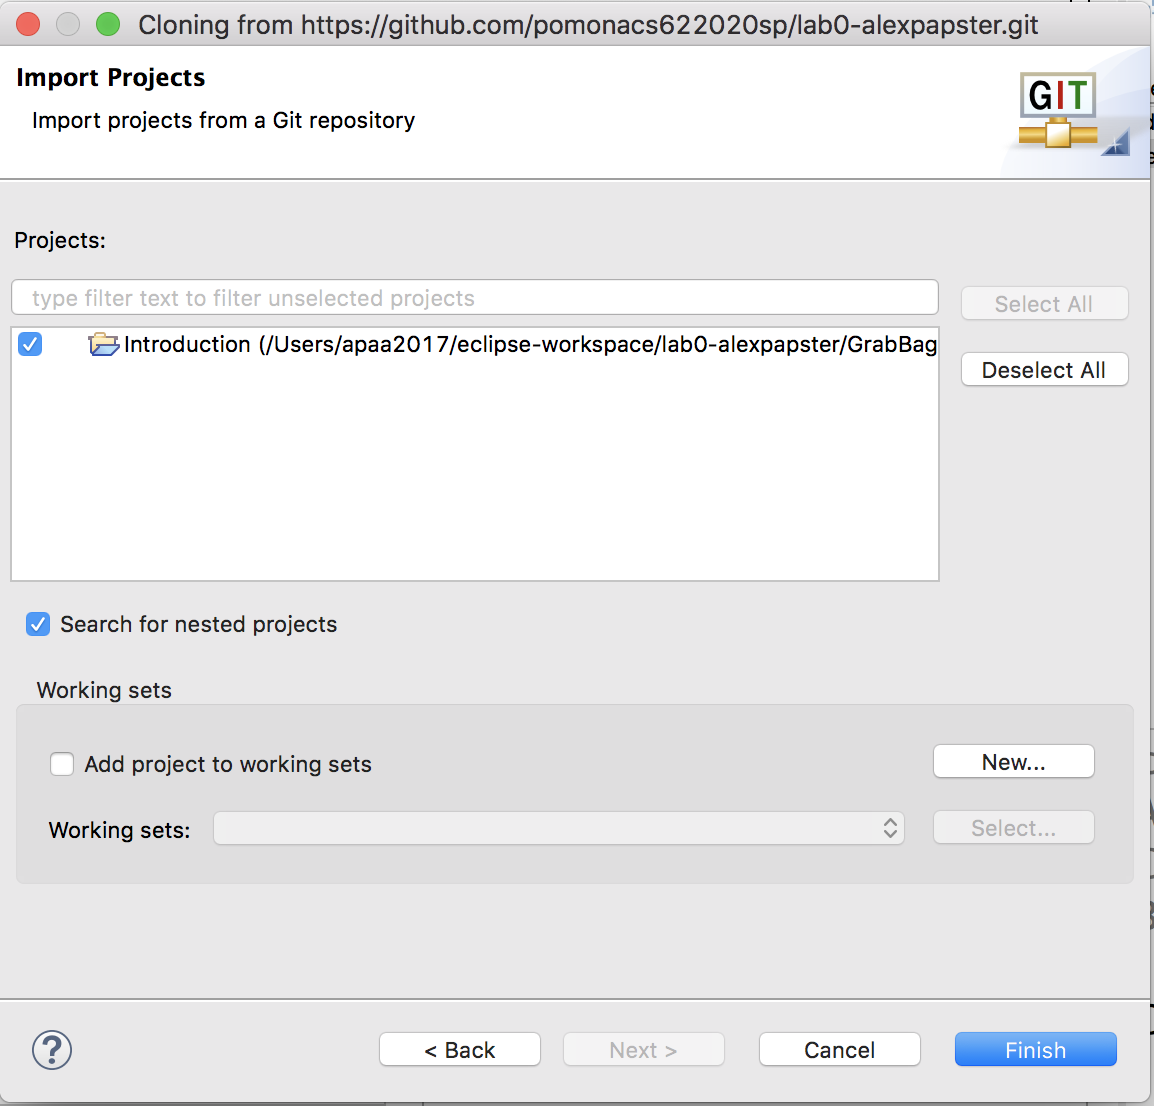 Cloning from https://github.com/pomonacs622020sp/lab0-alexpapster.git
Import Projects
Import projects from a Git repository
GIT
Projects:
type filter text to filter unselected projects
Select All
Introduction (/Users/apaa2017/eclipse-workspace/lab0-alexpapster/GrabBag
Deselect All
Search for nested projects
Working sets
Add project to working sets
New...
Working sets:
Select...
?
< Back
Next >
Cancel
Finish